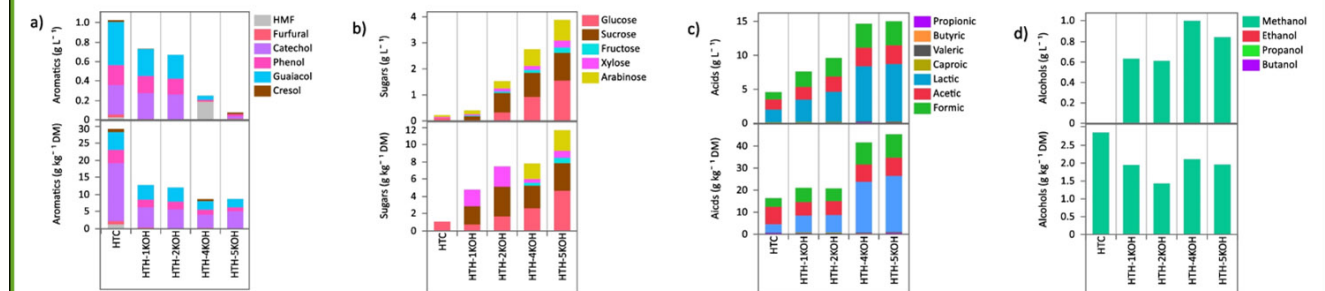 a)
Aromatics (g L⁻¹)
1.0
0.8
0.6
0.4
0.2
0
HMF
Furfural
Catechol
Phenol
Guaiacol
Cresol
Aromatics (g kg⁻¹ DM)
30
25
20
15
10
5
0
HTC
HTH-1KOH
HTH-2KOH
HTH-4KOH
HTH-5KOH
b)
Sugars (g L⁻¹)
4
3
2
1
0
Glucose
Sucrose
Fructose
Xylose
Arabinose
Sugars (g kg⁻¹ DM)
12
10
8
6
4
2
0
HTC
HTH-1KOH
HTH-2KOH
HTH-4KOH
HTH-5KOH
c)
Acids (g L⁻¹)
15
10
5
0
Propionic
Butyric
Valeric
Caproic
Lactic
Acetic
Formic
Aicds (g kg⁻¹ DM)
40
30
20
10
0
HTC
HTH-1KOH
HTH-2KOH
HTH-4KOH
HTH-5KOH
d)
Alcohols (g L⁻¹)
1.0
0.8
0.6
0.4
0.2
0
Methanol
Ethanol
Propanol
Butanol
Alcohols (g kg⁻¹ DM)
2.5
2.0
1.5
1.0
0.5
0
HTC
HTH-1KOH
HTH-2KOH
HTH-4KOH
HTH-5KOH